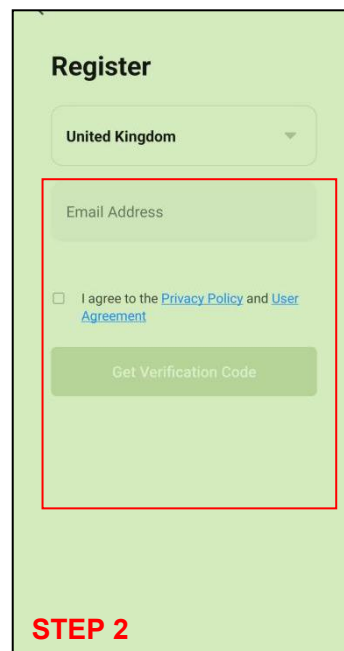 Register
United Kingdom
Email Address
I agree to the Privacy Policy and User
Agreement
Get Verification Code
STEP 2